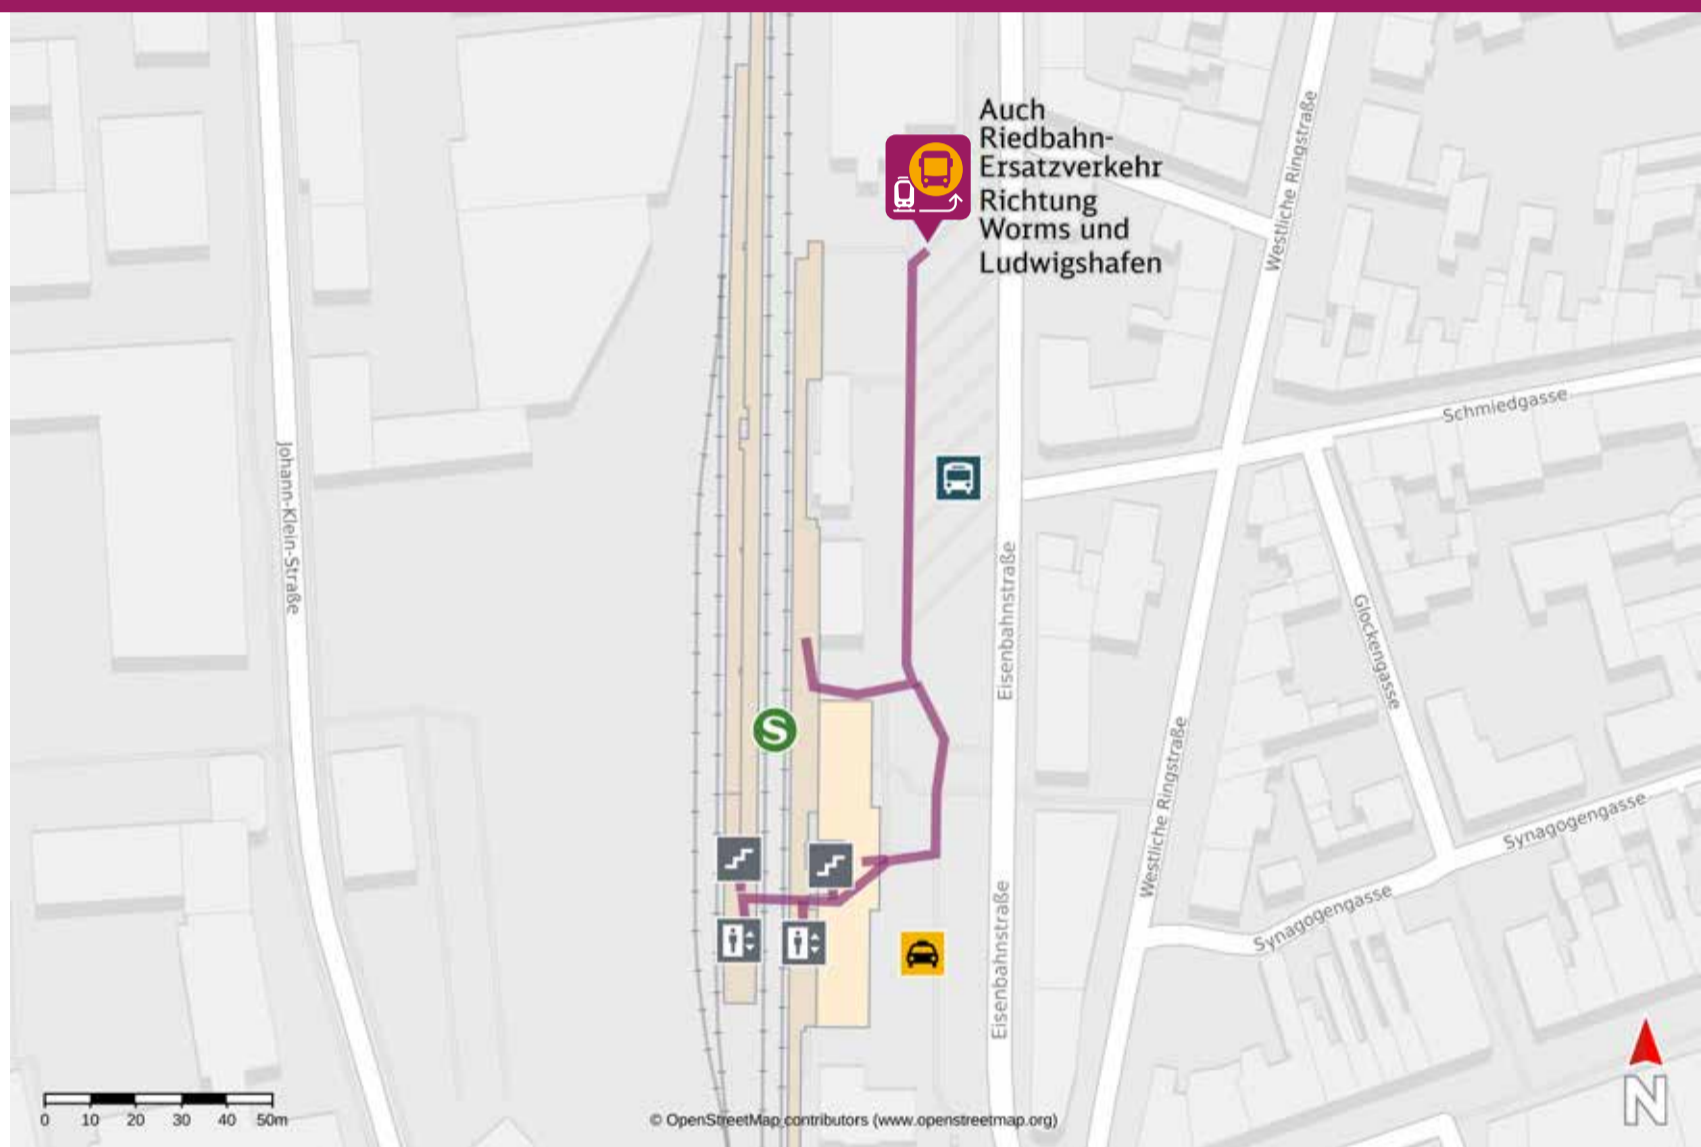 Auch
Riedbahn-
Ersatzverkehr
Richtung
Worms und
Ludwigshafen
Westliche Ringstraße
Schmiedgasse
Johann-Klein-Straße
Eisenbahnstraße
Glockengasse
S
Westliche Ringstraße
Synagogengasse
Synagogengasse
Eisenbahnstraße
0 10 20 30 40 50m
© OpenStreetMap contributors (www.openstreetmap.org)
N